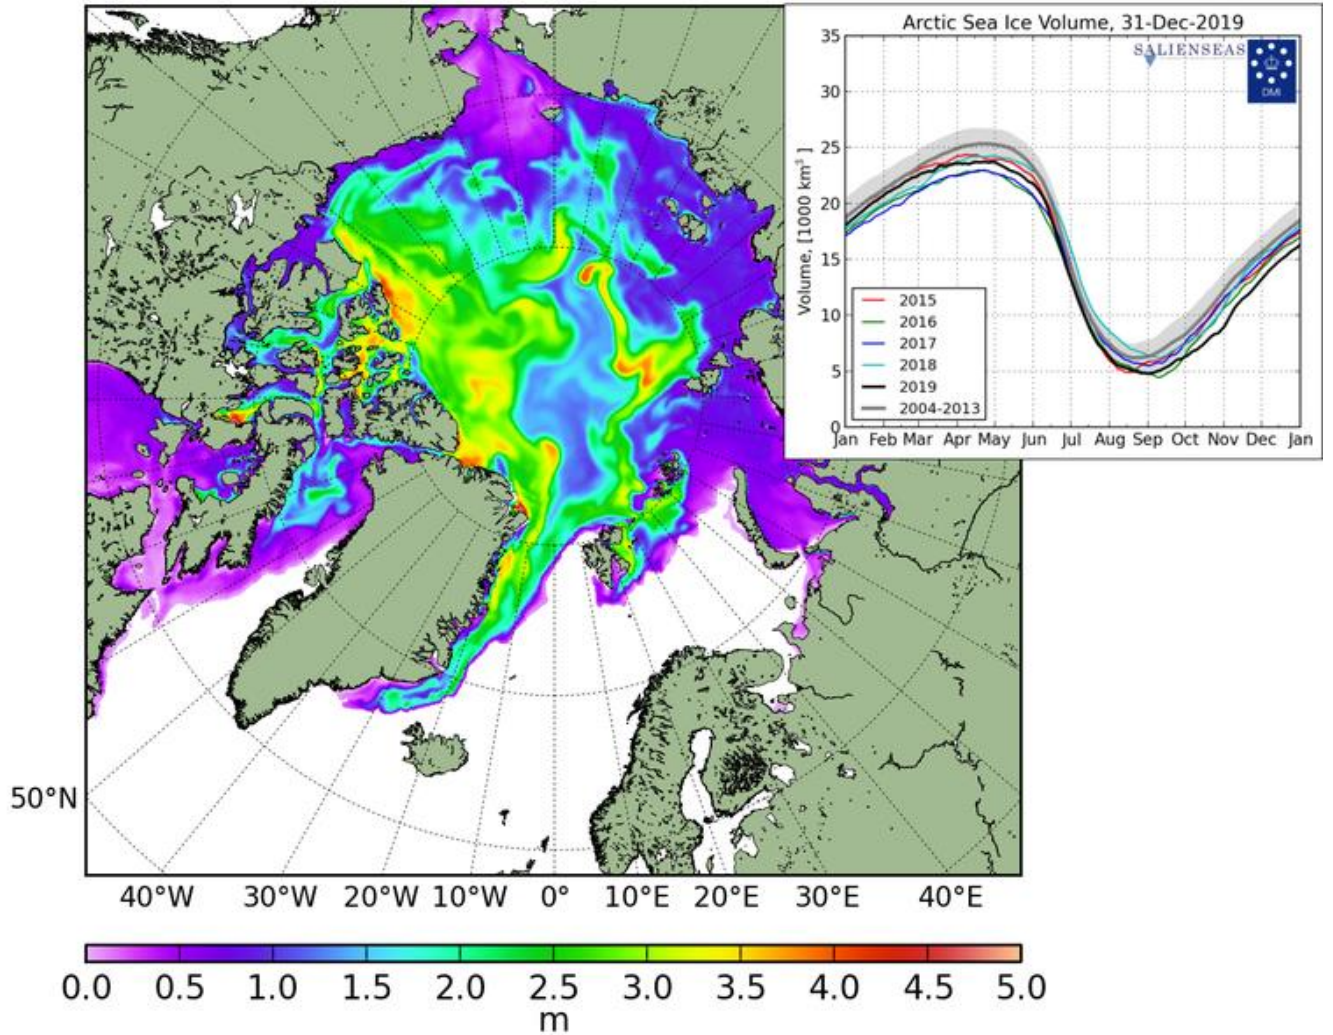 Arctic Sea Ice Volume, 31-Dec-2019
SALIENSEAS
DMI
Volume, [1000 km³ ]
35
30
25
20
15
10
5
0
2015
2016
2017
2018
2019
2004-2013
Jan Feb Mar Apr May Jun Jul Aug Sep Oct Nov Dec Jan
50°N
40°W 30°W 20°W 10°W 0° 10°E 20°E 30°E 40°E
0.0 0.5 1.0 1.5 2.0 2.5 3.0 3.5 4.0 4.5 5.0
m